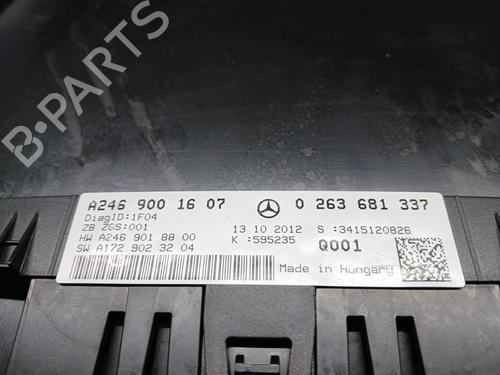 B-PARTS
A246 900 16 07 0 263 681 337
DiagID:1F04
ZB ZGS:001 13 10 2012 S :3415120826
HW A246 901 88 00 K :595235 Q001
SW A172 902 32 04
Made in Hungary